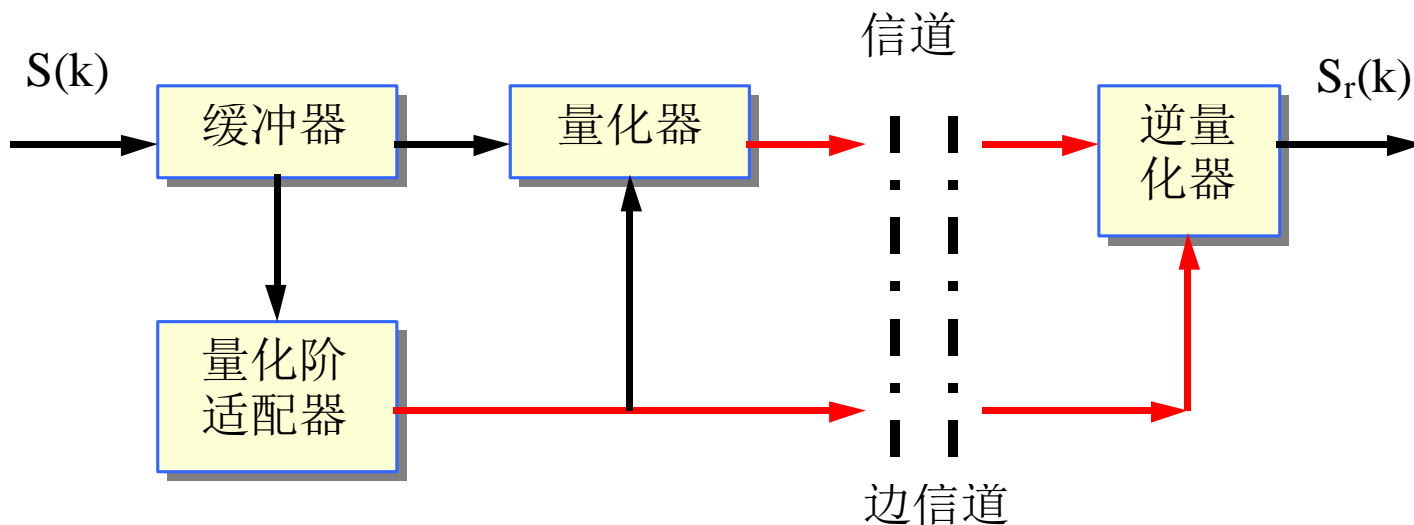 信道
S(k)
缓冲器
量化器
逆量
化器
Sr(k)
量化阶
适配器
边信道